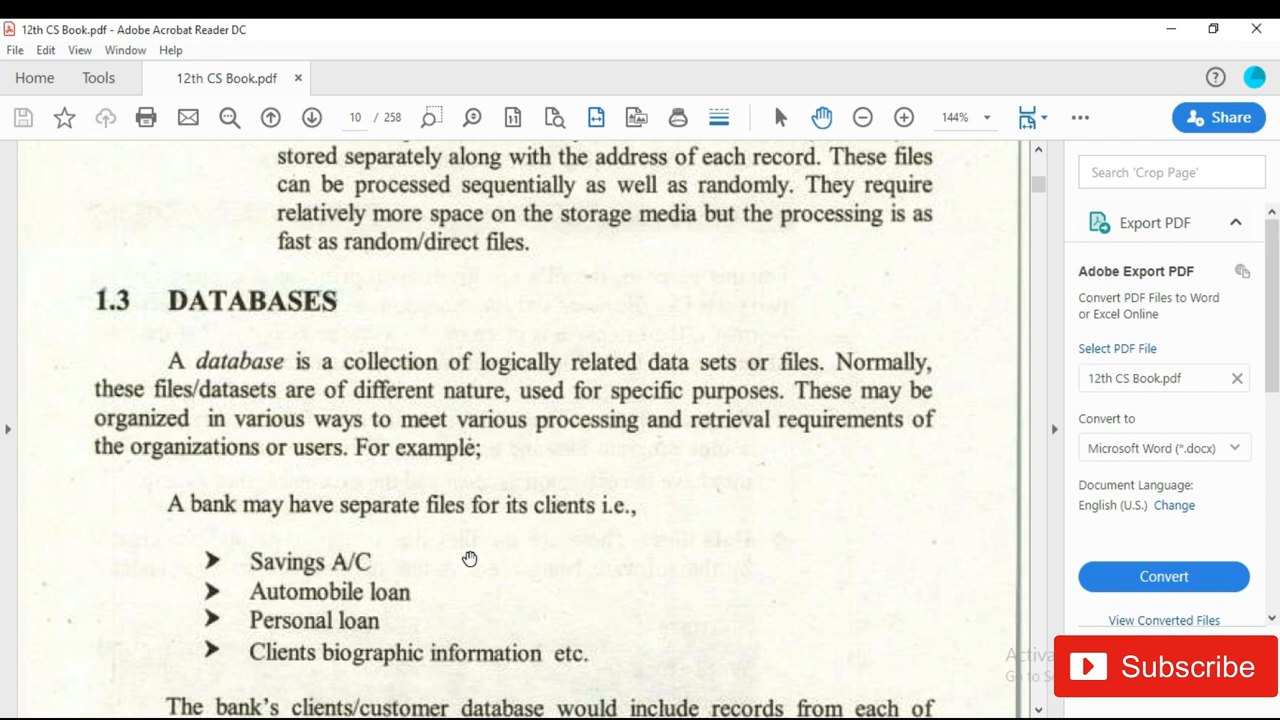 12th CS Book.pdf - Adobe Acrobat Reader DC
File Edit View Window Help
Home Tools 12th CS Book.pdf ×
10 / 258 144% Share
stored separately along with the address of each record. These files
can be processed sequentially as well as randomly. They require
relatively more space on the storage media but the processing is as
fast as random/direct files.
1.3 DATABASES
A database is a collection of logically related data sets or files. Normally,
these files/datasets are of different nature, used for specific purposes. These may be
organized in various ways to meet various processing and retrieval requirements of
the organizations or users. For example;
A bank may have separate files for its clients i.e.,
➤ Savings A/C
➤ Automobile loan
➤ Personal loan
➤ Clients biographic information etc.
The bank's clients/customer database would include records from each of
Search 'Crop Page'
Export PDF
Adobe Export PDF
Convert PDF Files to Word
or Excel Online
Select PDF File
12th CS Book.pdf
Convert to
Microsoft Word (*.docx)
Document Language:
English (U.S.) Change
Convert
View Converted Files
Subscribe